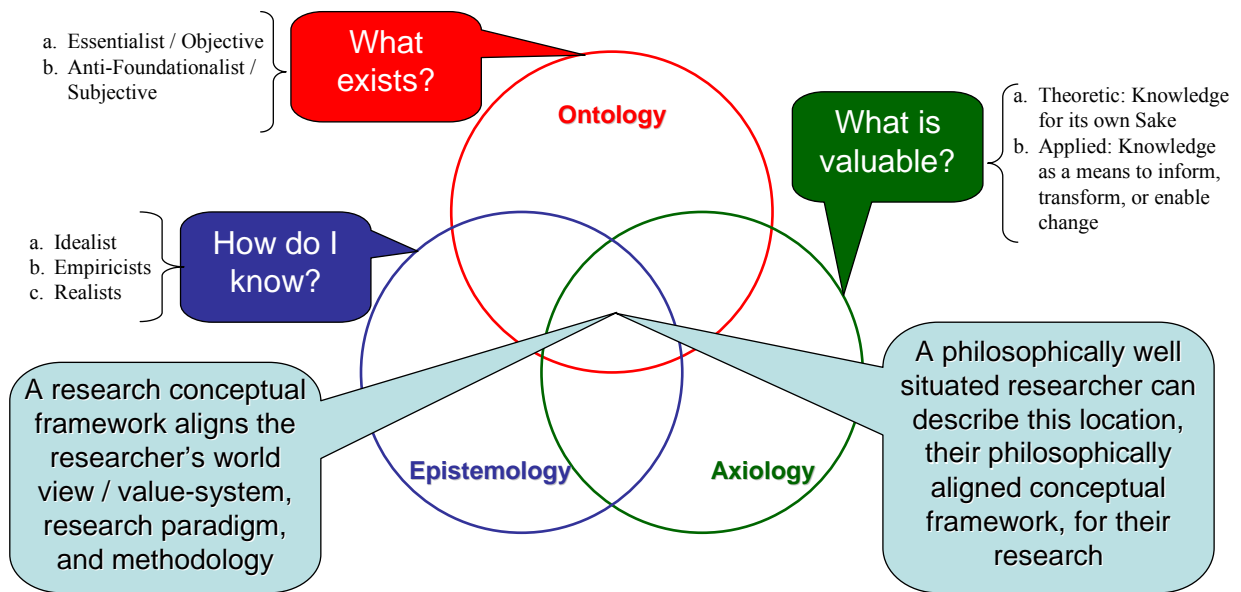 a. Essentialist / Objective
b. Anti-Foundationalist /
Subjective
What
exists?
Ontology
What is
valuable?
a. Theoretic: Knowledge
for its own Sake
b. Applied: Knowledge
as a means to inform,
transform, or enable
change
a. Idealist
b. Empiricists
c. Realists
How do I
know?
A research conceptual
framework aligns the
researcher's world
view / value-system,
research paradigm,
and methodology
Epistemology
Axiology
A philosophically well
situated researcher can
describe this location,
their philosophically
aligned conceptual
framework, for their
research